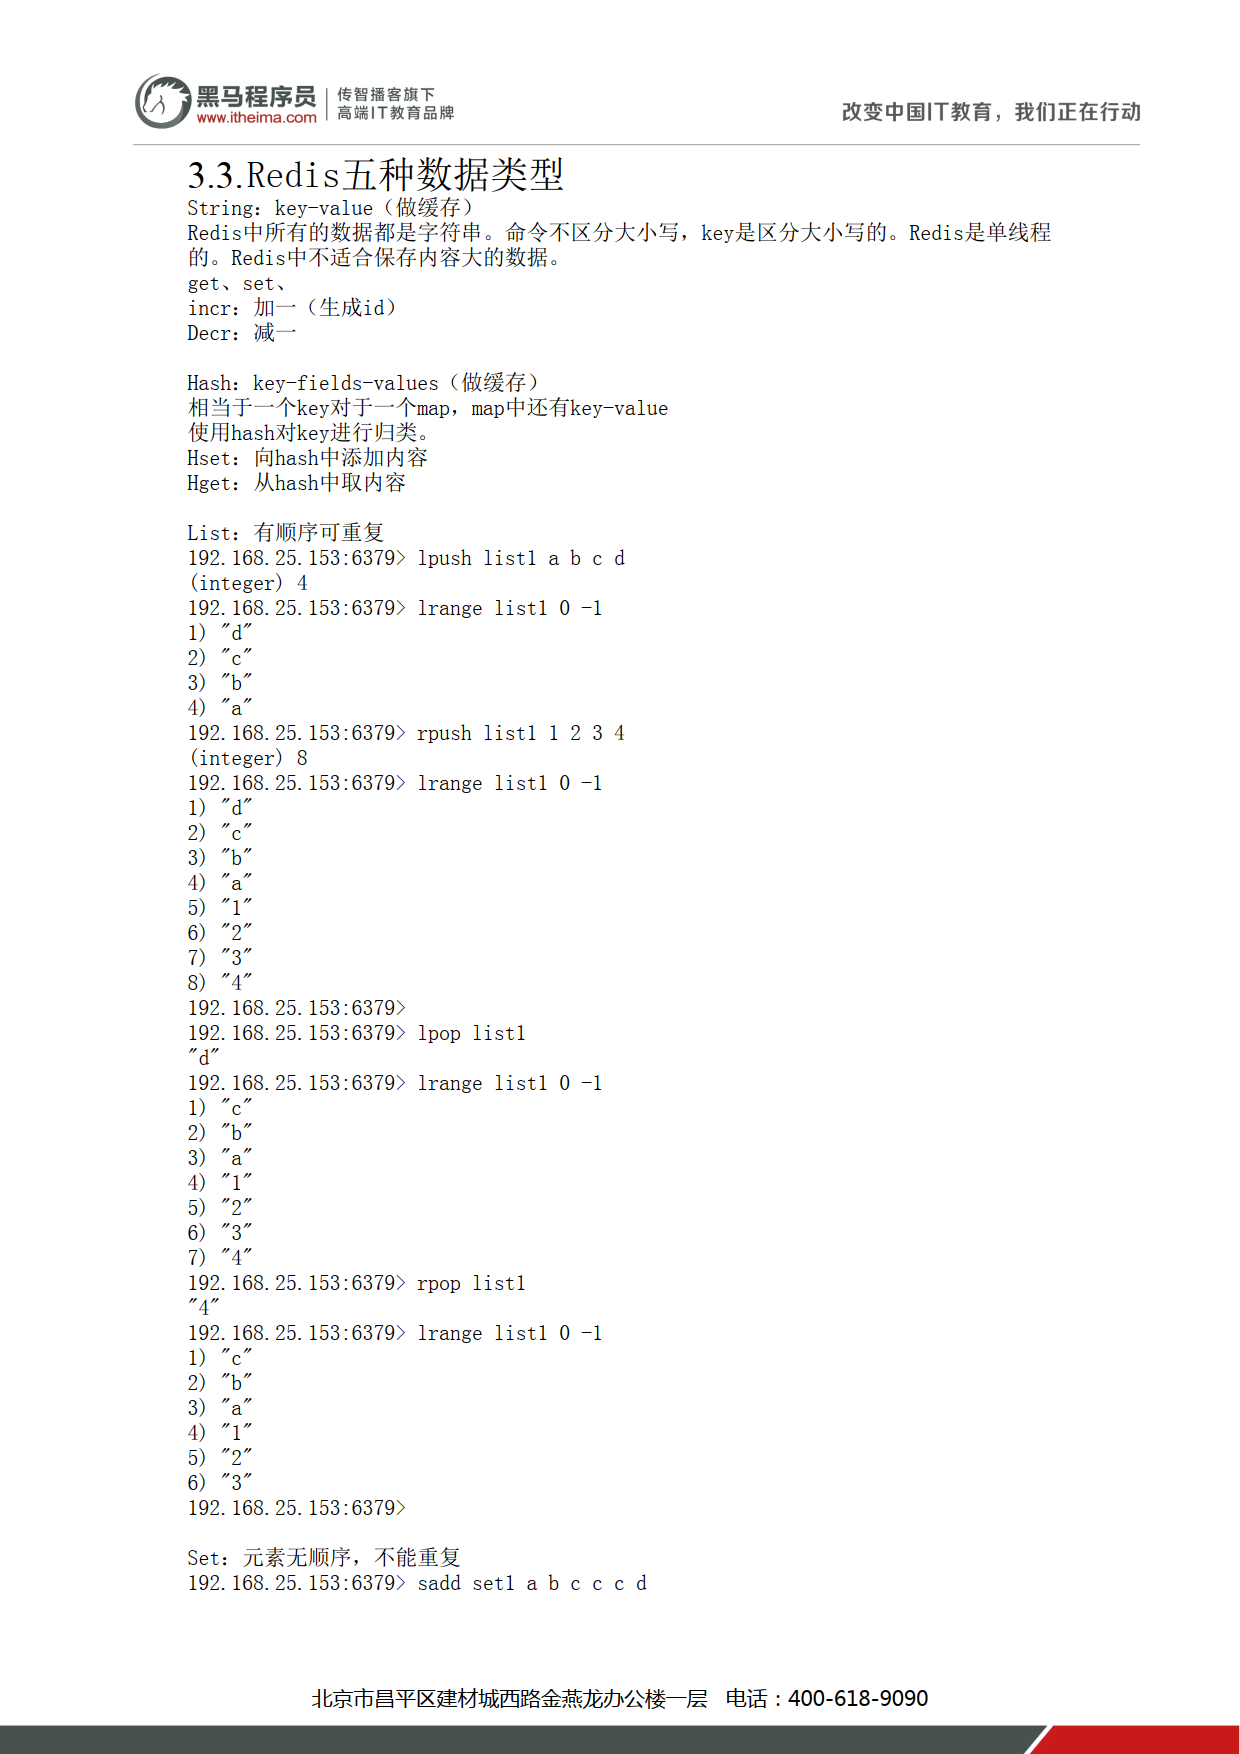 黑马程序员
www.itheima.com
传智播客旗下
高端IT教育品牌
改变中国IT教育，我们正在行动
3.3.Redis五种数据类型
String：key-value（做缓存）
Redis中所有的数据都是字符串。命令不区分大小写，key是区分大小写的。Redis是单线程
的。Redis中不适合保存内容大的数据。
get、set、
incr：加一（生成id）
Decr：减一
Hash：key-fields-values（做缓存）
相当于一个key对于一个map，map中还有key-value
使用hash对key进行归类。
Hset：向hash中添加内容
Hget：从hash中取内容
List：有顺序可重复
192.168.25.153:6379> lpush list1 a b c d
(integer) 4
192.168.25.153:6379> lrange list1 0 -1
1) "d"
2) "c"
3) "b"
4) "a"
192.168.25.153:6379> rpush list1 1 2 3 4
(integer) 8
192.168.25.153:6379> lrange list1 0 -1
1) "d"
2) "c"
3) "b"
4) "a"
5) "1"
6) "2"
7) "3"
8) "4"
192.168.25.153:6379>
192.168.25.153:6379> lpop list1
"d"
192.168.25.153:6379> lrange list1 0 -1
1) "c"
2) "b"
3) "a"
4) "1"
5) "2"
6) "3"
7) "4"
192.168.25.153:6379> rpop list1
"4"
192.168.25.153:6379> lrange list1 0 -1
1) "c"
2) "b"
3) "a"
4) "1"
5) "2"
6) "3"
192.168.25.153:6379>
Set：元素无顺序，不能重复
192.168.25.153:6379> sadd set1 a b c c c d
北京市昌平区建材城西路金燕龙办公楼一层 电话：400-618-9090